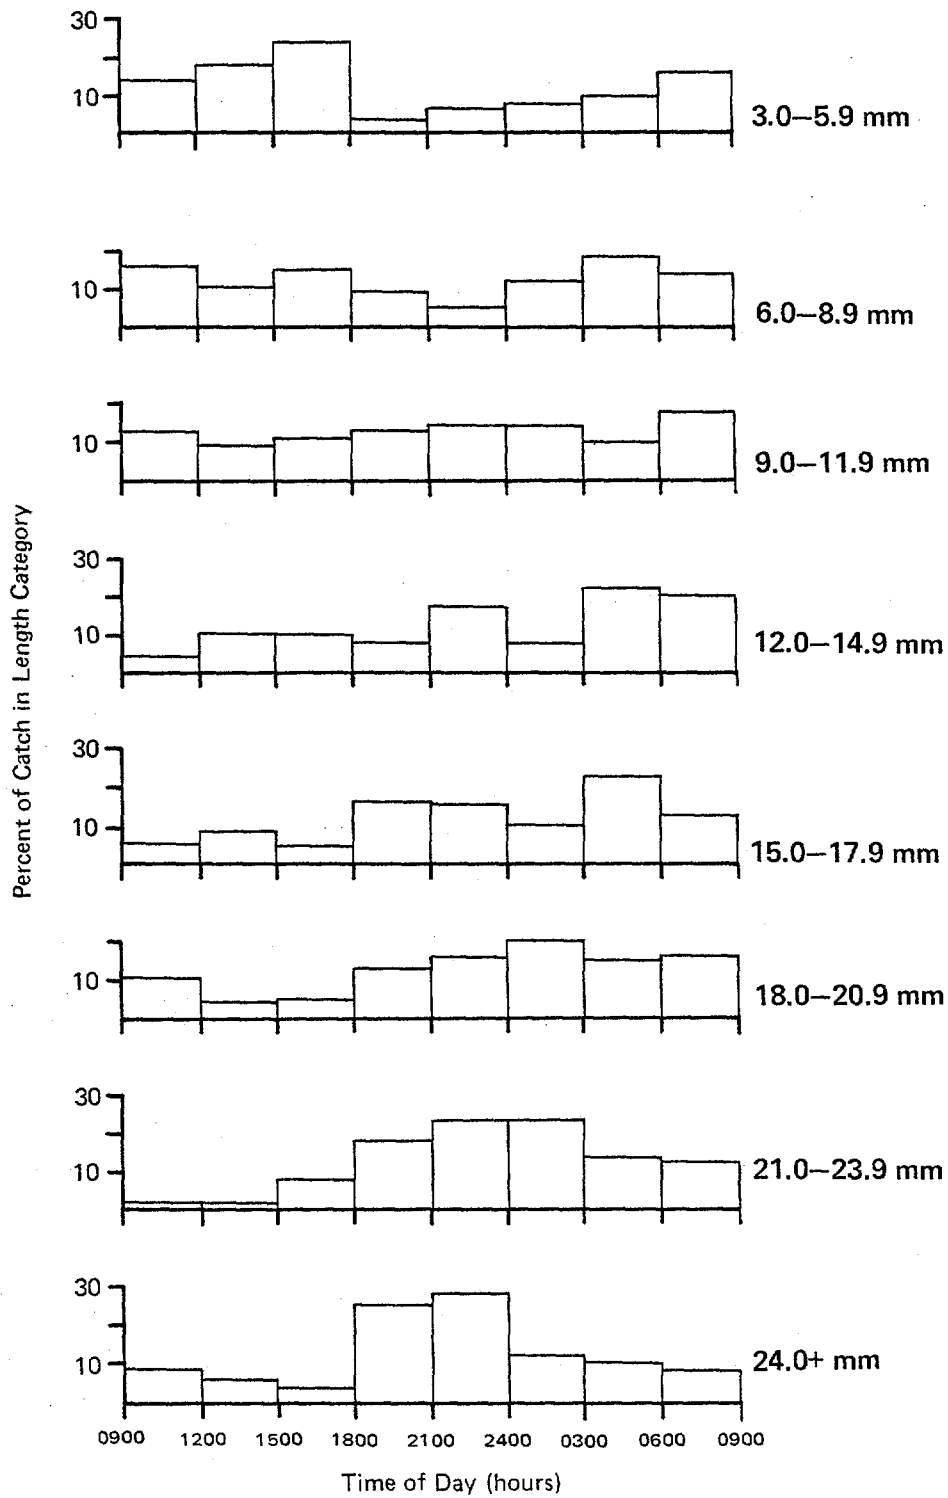 30
10
3.0–5.9 mm
10
6.0–8.9 mm
10
9.0–11.9 mm
Percent of Catch in Length Category
30
10
12.0–14.9 mm
30
10
15.0–17.9 mm
10
18.0–20.9 mm
30
10
21.0–23.9 mm
30
10
24.0+ mm
0900 1200 1500 1800 2100 2400 0300 0600 0900
Time of Day (hours)